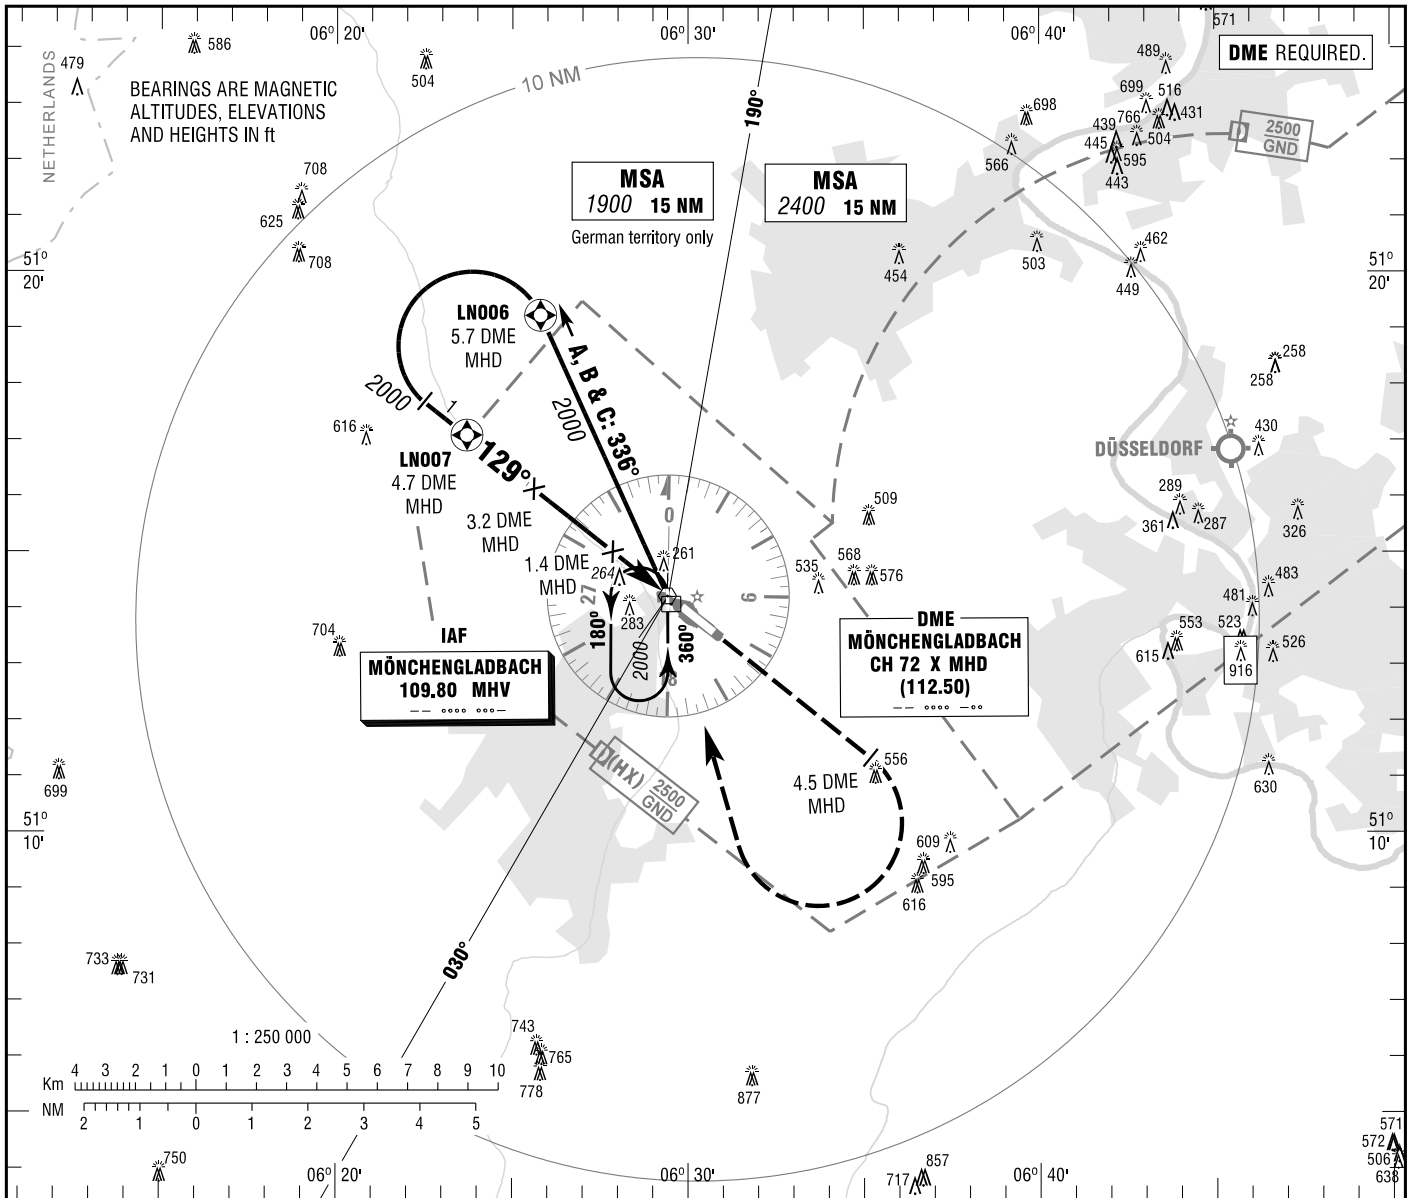 571
06° 20'
06° 30'
06° 40'
586
479
504
NETHERLANDS
BEARINGS ARE MAGNETIC
ALTITUDES, ELEVATIONS
AND HEIGHTS IN ft
10 NM
190°
DME REQUIRED.
489
699
516
698
766
431
439
504
445
595
443
566
D
2500
GND
708
625
708
MSA
1900 15 NM
German territory only
MSA
2400 15 NM
454
503
462
449
51°
20'
51°
20'
LN006
5.7 DME
MHD
A, B & C: 336°
2000
2000
1
616
LN007
4.7 DME
MHD
129°
3.2 DME
MHD
1.4 DME
MHD
258
258
430
DÜSSELDORF
289
361
287
326
509
0
261
264
535
568
576
27
9
283
180°
2000
360°
18
483
481
523
553
615
526
916
704
IAF
MÖNCHENGLADBACH
109.80 MHV
DME
MÖNCHENGLADBACH
CH 72 X MHD
(112.50)
D(HX)
2500
GND
556
4.5 DME
MHD
699
630
51°
10'
51°
10'
609
595
616
733
731
030°
1 : 250 000
743
765
778
877
Km
4 3 2 1 0 1 2 3 4 5 6 7 8 9 10
NM
2 1 0 1 2 3 4 5
750
06° 20'
06° 30'
06° 40'
857
717
571
572
506
638